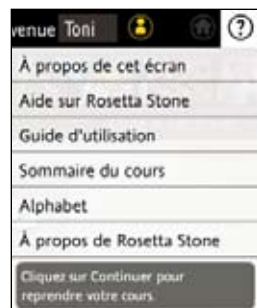 venue Toni ?
À propos de cet écran
Aide sur Rosetta Stone
Guide d'utilisation
Sommaire du cours
Alphabet
À propos de Rosetta Stone
Cliquez sur Continuer pour
reprendre votre cours.